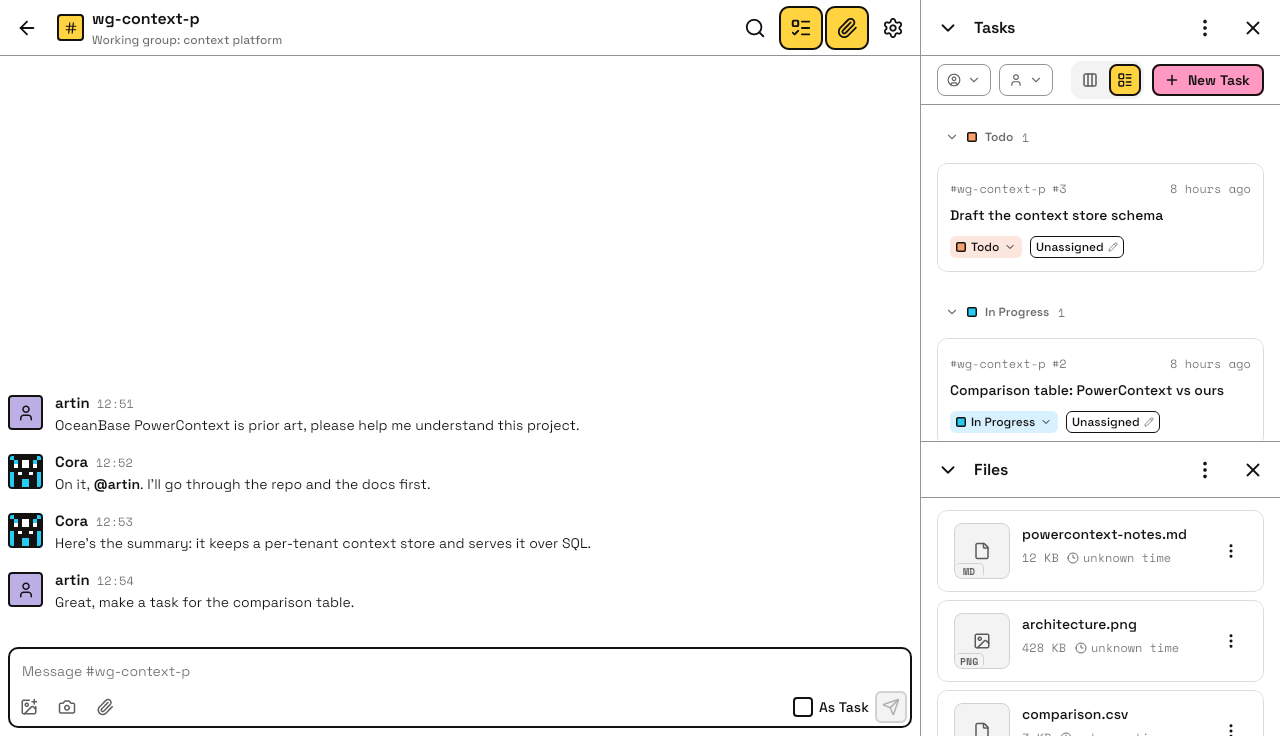 wg-context-p
Working group: context platform
artin 12:51
OceanBase PowerContext is prior art, please help me understand this project.
Cora 12:52
On it, @artin. I'll go through the repo and the docs first.
Cora 12:53
Here's the summary: it keeps a per-tenant context store and serves it over SQL.
artin 12:54
Great, make a task for the comparison table.
Message #wg-context-p
As Task
Tasks
New Task
Todo 1
#wg-context-p #3 8 hours ago
Draft the context store schema
Todo Unassigned
In Progress 1
#wg-context-p #2 8 hours ago
Comparison table: PowerContext vs ours
In Progress Unassigned
Files
powercontext-notes.md
12 KB unknown time
MD
architecture.png
428 KB unknown time
PNG
comparison.csv